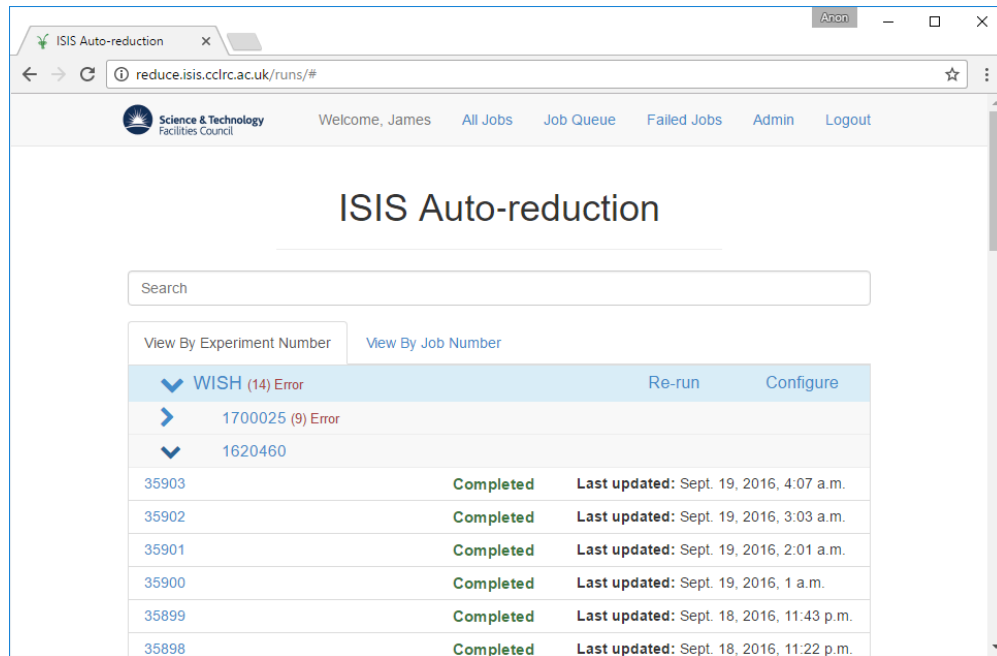 Anon
ISIS Auto-reduction
reduce.isis.cclrc.ac.uk/runs/#
Science & Technology
Facilities Council
Welcome, James All Jobs Job Queue Failed Jobs Admin Logout
ISIS Auto-reduction
Search
View By Experiment Number View By Job Number
WISH (14) Error Re-run Configure
1700025 (9) Error
1620460
35903 Completed Last updated: Sept. 19, 2016, 4:07 a.m.
35902 Completed Last updated: Sept. 19, 2016, 3:03 a.m.
35901 Completed Last updated: Sept. 19, 2016, 2:01 a.m.
35900 Completed Last updated: Sept. 19, 2016, 1 a.m.
35899 Completed Last updated: Sept. 18, 2016, 11:43 p.m.
35898 Completed Last updated: Sept. 18, 2016, 11:22 p.m.